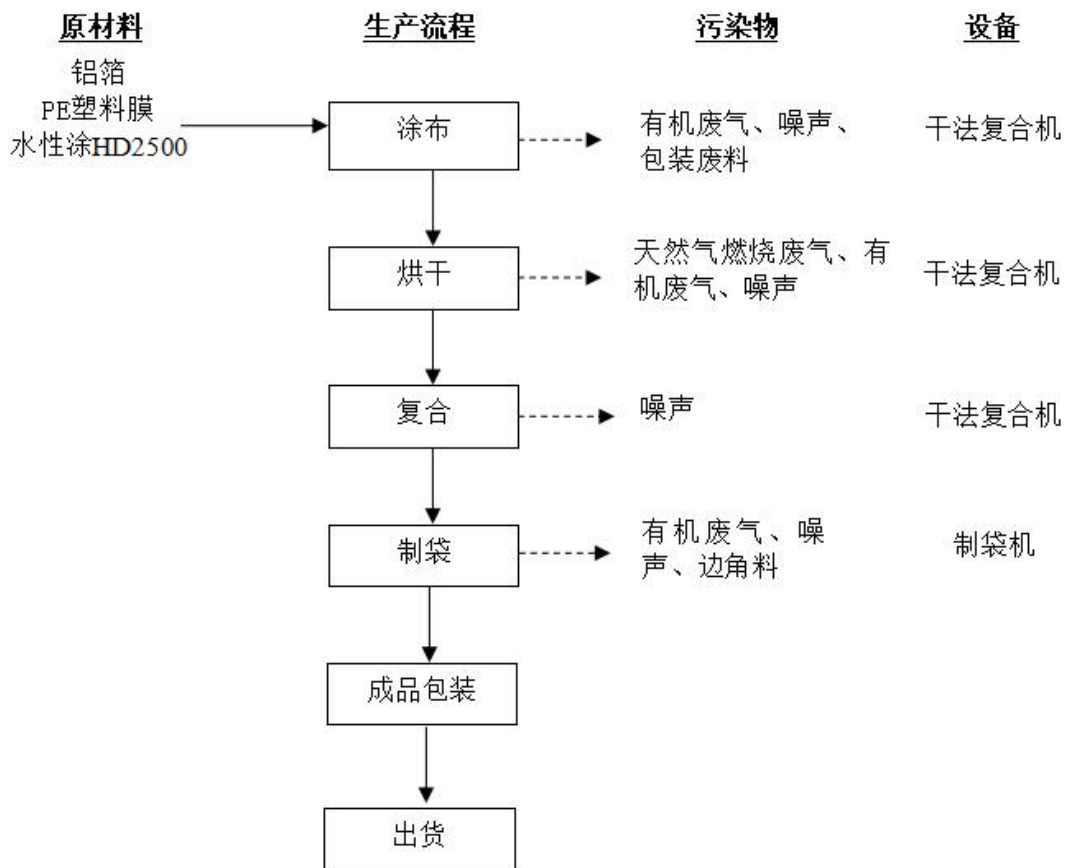 原材料 生产流程 污染物 设备
铝箔
PE塑料膜
水性涂HD2500
涂布
有机废气、噪声、
包装废料
干法复合机
烘干
天然气燃烧废气、有
机废气、噪声
干法复合机
复合
噪声
干法复合机
制袋
有机废气、噪
声、边角料
制袋机
成品包装
出货